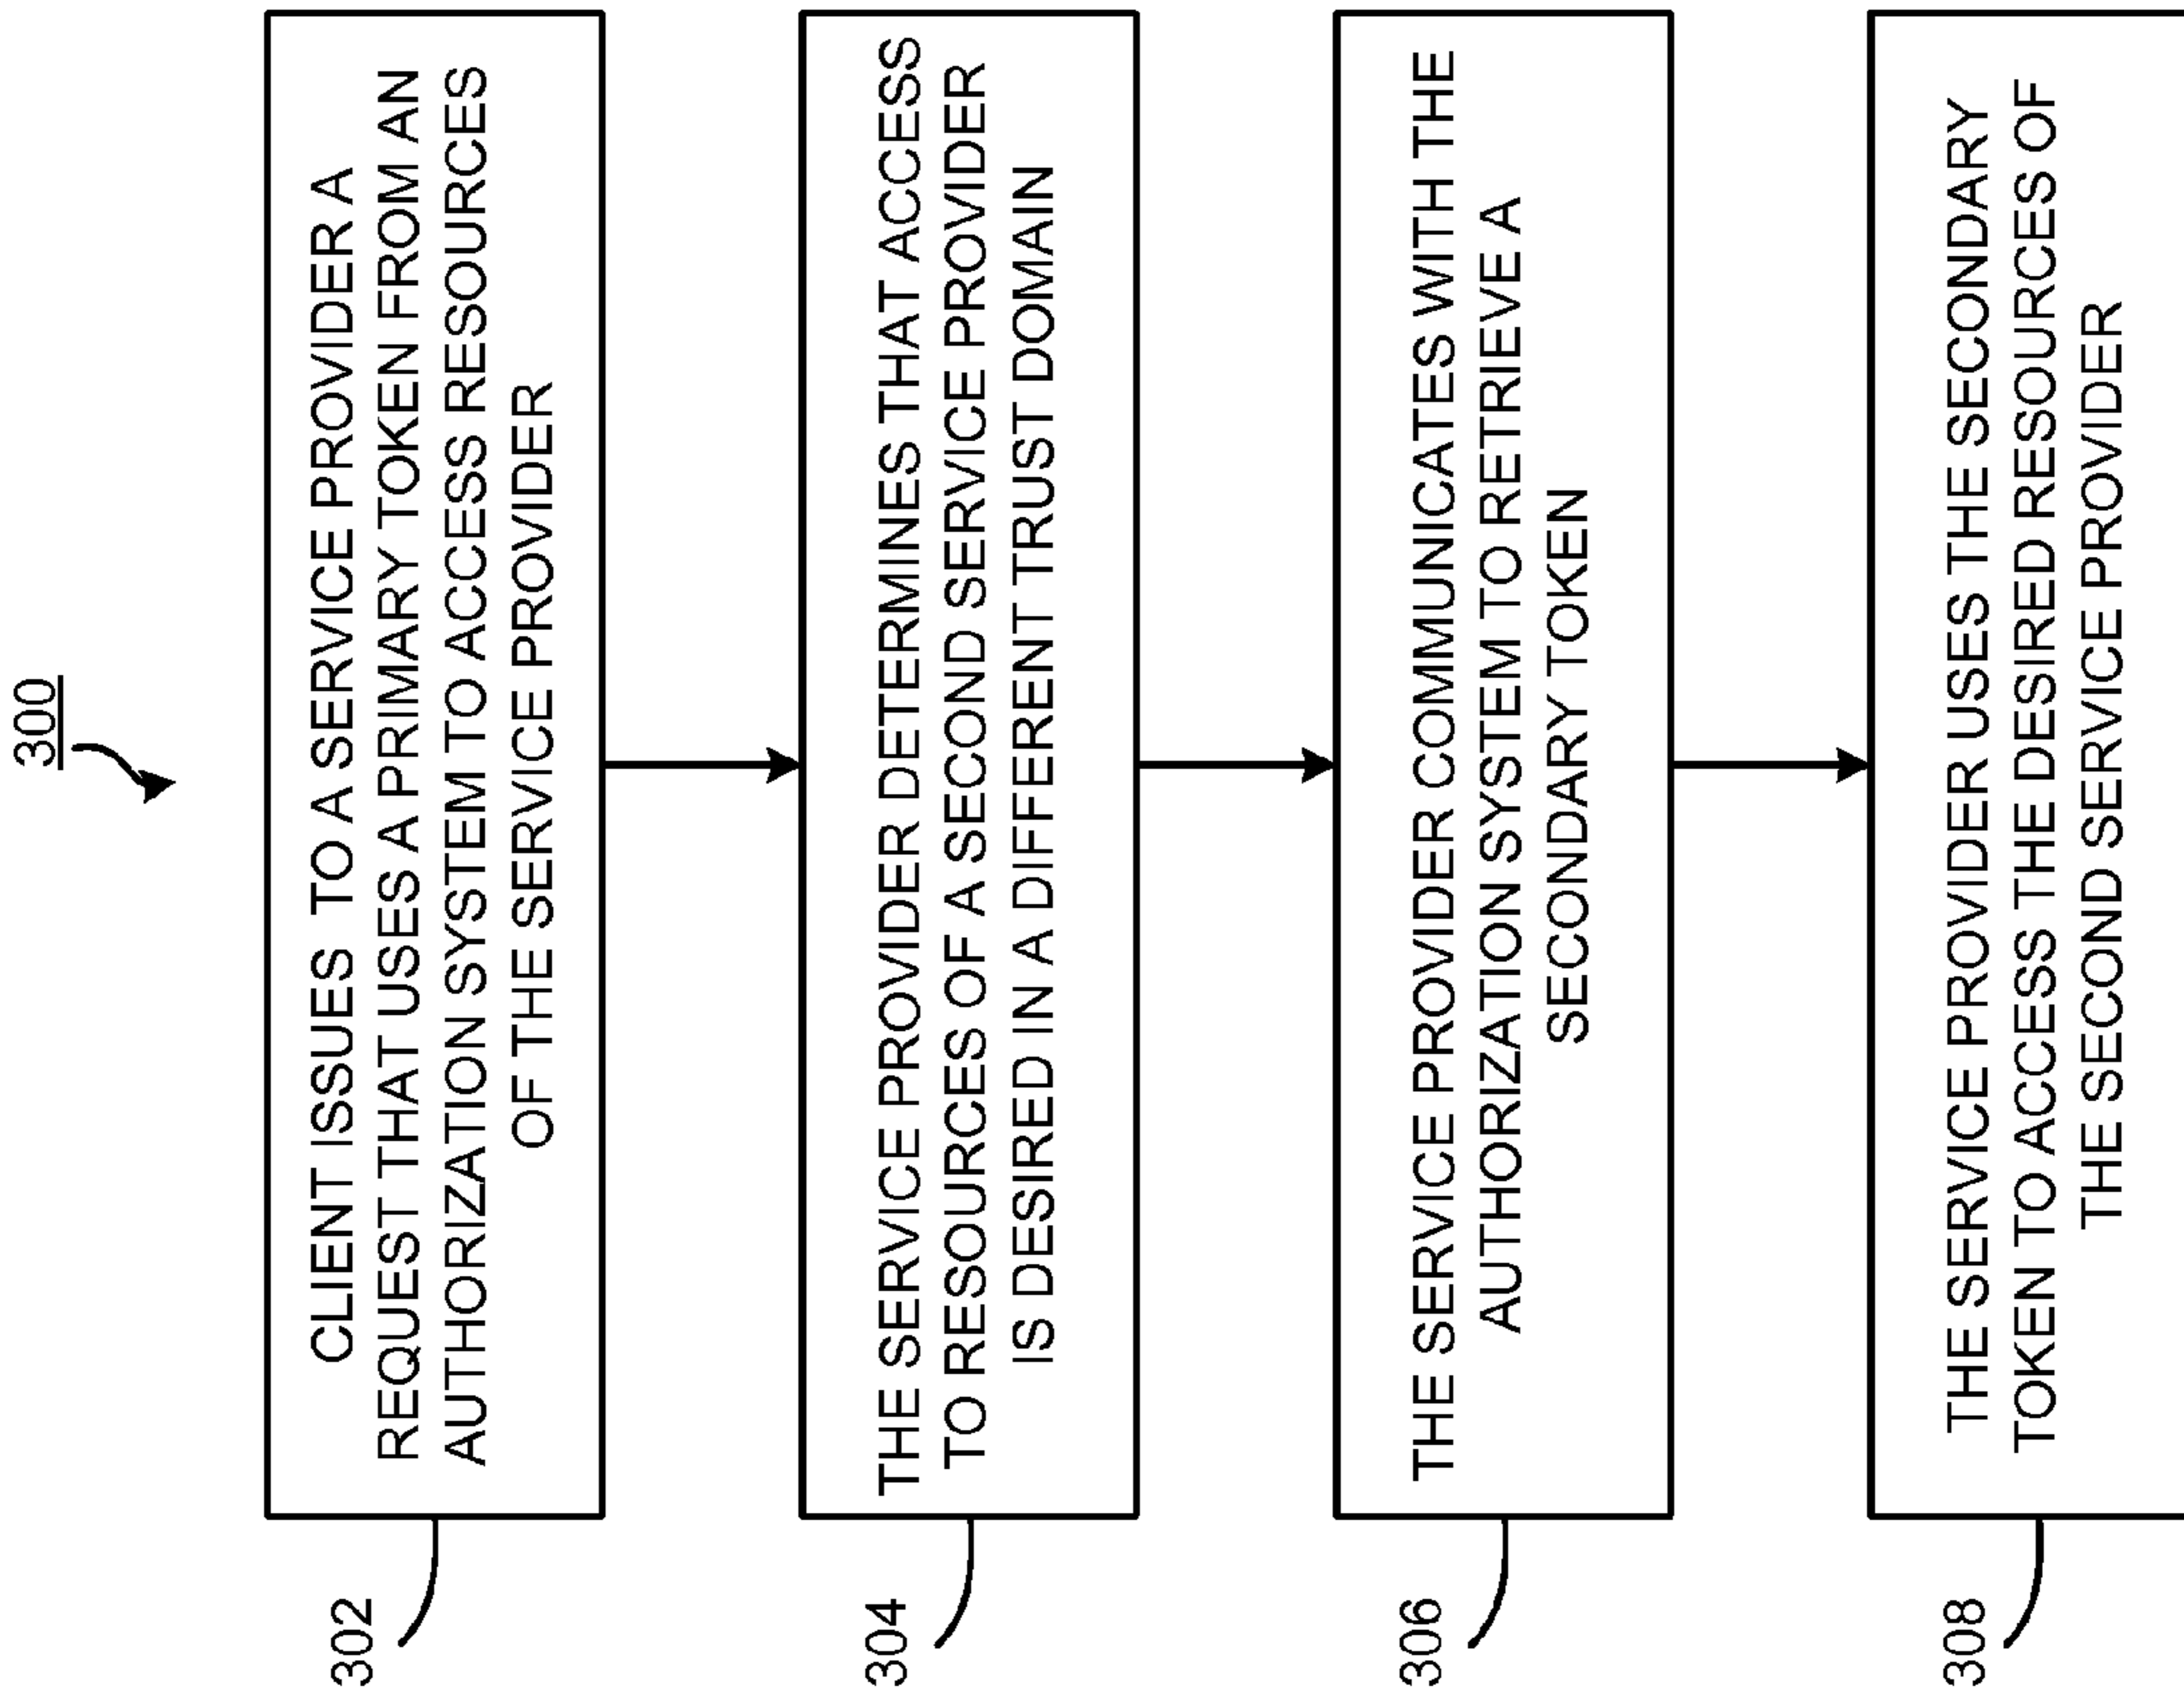 300
302
CLIENT ISSUES TO A SERVICE PROVIDER A
REQUEST THAT USES A PRIMARY TOKEN FROM AN
AUTHORIZATION SYSTEM TO ACCESS RESOURCES
OF THE SERVICE PROVIDER
304
THE SERVICE PROVIDER DETERMINES THAT ACCESS
TO RESOURCES OF A SECOND SERVICE PROVIDER
IS DESIRED IN A DIFFERENT TRUST DOMAIN
306
THE SERVICE PROVIDER COMMUNICATES WITH THE
AUTHORIZATION SYSTEM TO RETRIEVE A
SECONDARY TOKEN
308
THE SERVICE PROVIDER USES THE SECONDARY
TOKEN TO ACCESS THE DESIRED RESOURCES OF
THE SECOND SERVICE PROVIDER